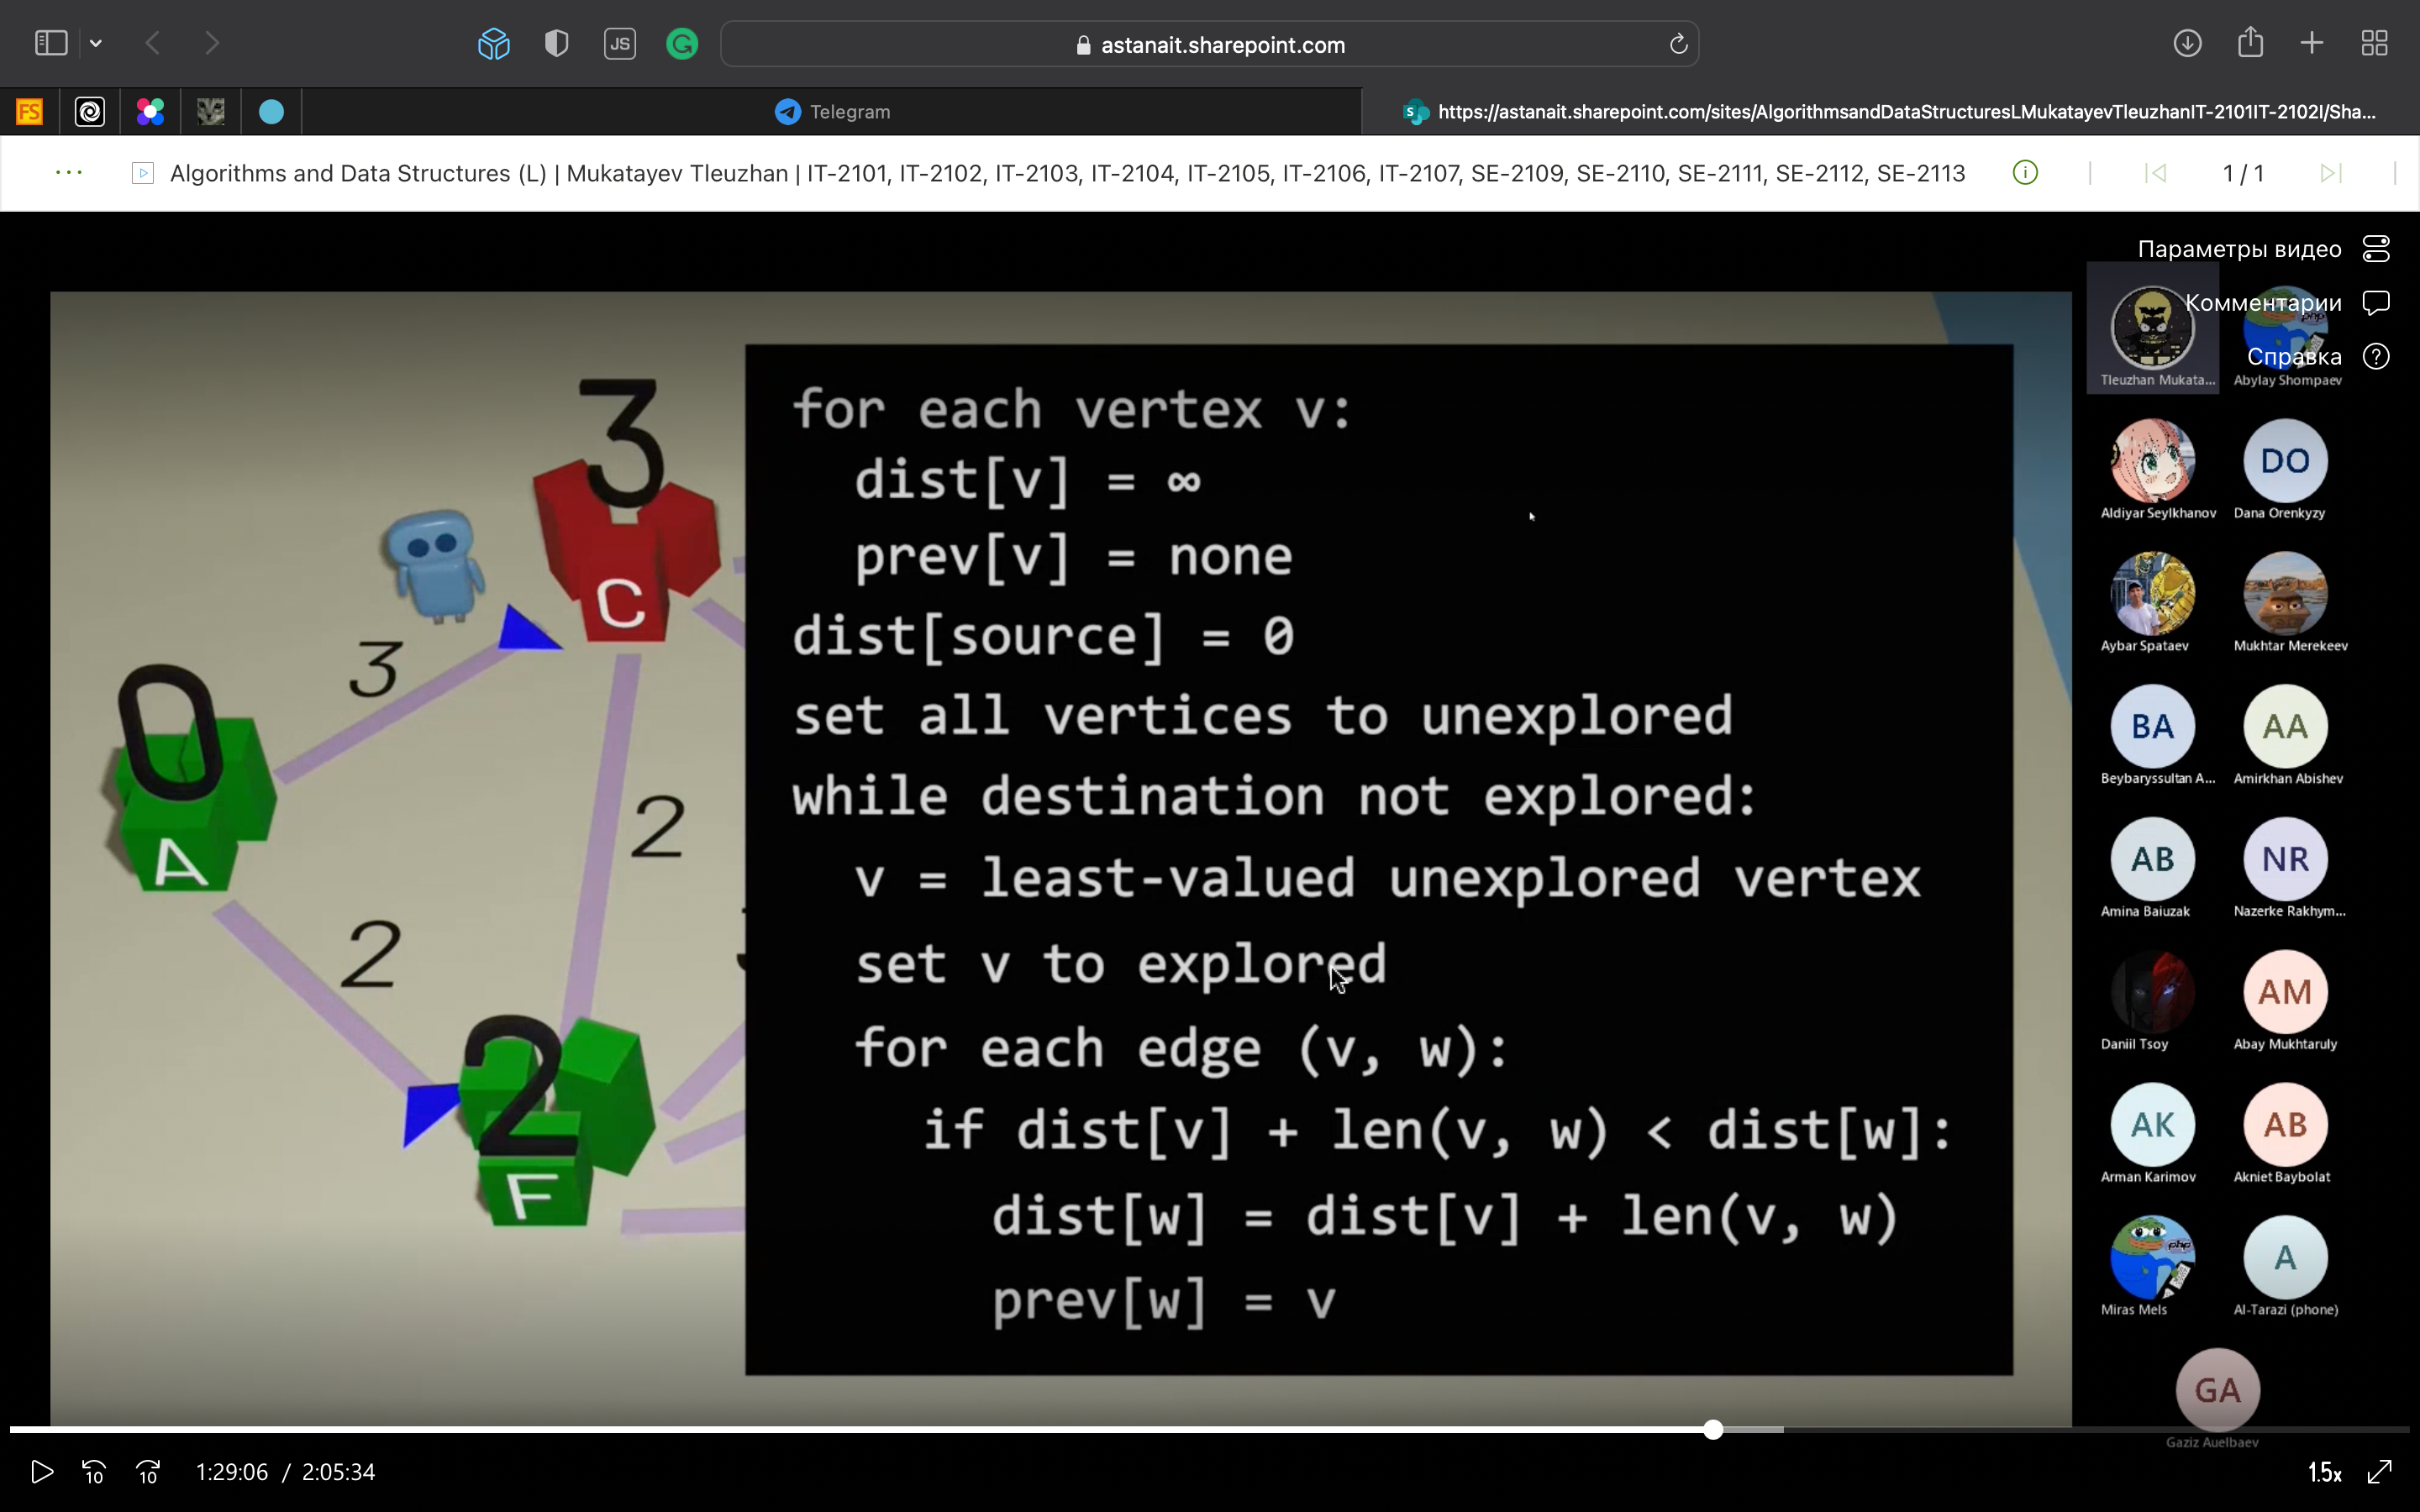 JS
astanait.sharepoint.com
FS
Telegram
S
https://astanait.sharepoint.com/sites/AlgorithmsandDataStructuresLMukatayevTleuzhanIT-2101IT-2102I/Sha...
Algorithms and Data Structures (L) | Mukatayev Tleuzhan | IT-2101, IT-2102, IT-2103, IT-2104, IT-2105, IT-2106, IT-2107, SE-2109, SE-2110, SE-2111, SE-2112, SE-2113
1 / 1
Параметры видео
Комментарии
php
Справка
Tleuzhan Mukata...
Abylay Shompaev
3
C
3
0
A
2
2
2
F
for each vertex v:
dist[v] = ∞
prev[v] = none
dist[source] = 0
set all vertices to unexplored
while destination not explored:
v = least-valued unexplored vertex
set v to explored
for each edge (v, w):
if dist[v] + len(v, w) < dist[w]:
dist[w] = dist[v] + len(v, w)
prev[w] = v
DO
Aldiyar Seylkhanov
Dana Orenkyzy
Aybar Spataev
Mukhtar Merekeev
BA
AA
Beybaryssultan A...
Amirkhan Abishev
AB
NR
Amina Baiuzak
Nazerke Rakhym...
AM
Daniil Tsoy
Abay Mukhtaruly
AK
AB
Arman Karimov
Akniet Baybolat
php
A
Miras Mels
Al-Tarazi (phone)
GA
Gaziz Auelbaev
10
10
1:29:06 / 2:05:34
1.5x